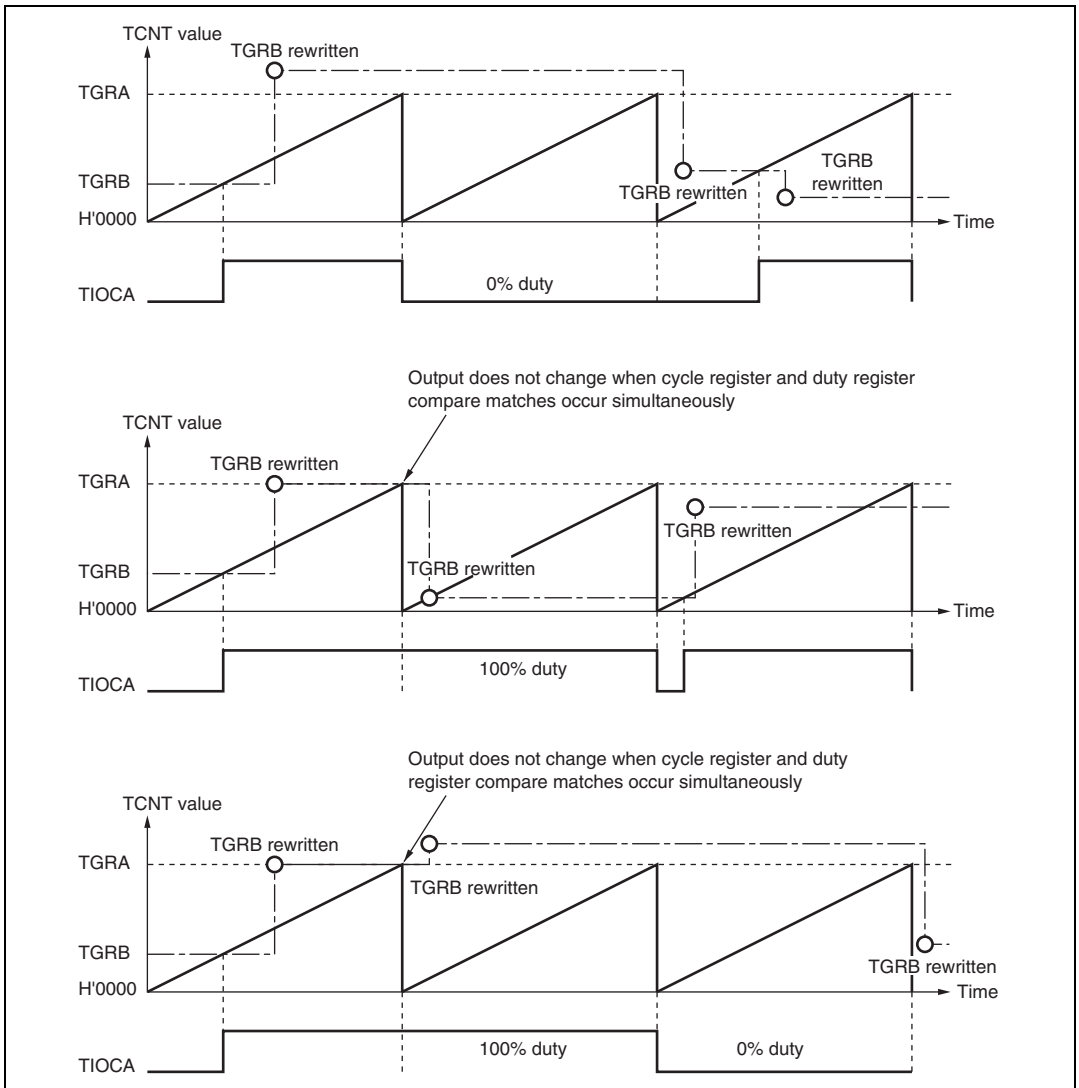 TCNT value
TGRB rewritten
TGRA
TGRB
rewritten
TGRB
TGRB rewritten
H'0000
Time
0% duty
TIOCA
Output does not change when cycle register and duty register
compare matches occur simultaneously
TCNT value
TGRB rewritten
TGRA
TGRB rewritten
TGRB
TGRB rewritten
H'0000
Time
100% duty
TIOCA
Output does not change when cycle register and duty
register compare matches occur simultaneously
TCNT value
TGRB rewritten
TGRA
TGRB rewritten
TGRB
TGRB rewritten
H'0000
Time
100% duty
0% duty
TIOCA